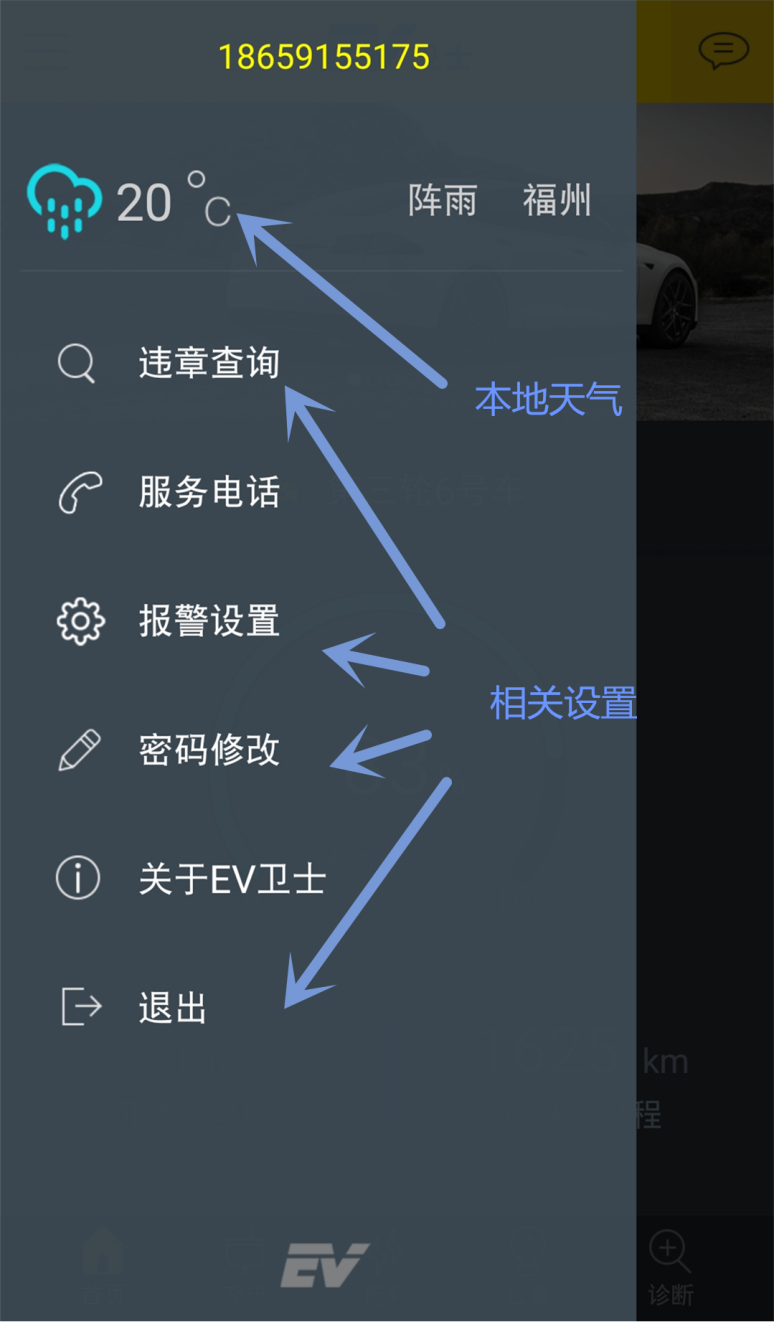 18659155175
20 °C 阵雨 福州
违章查询
本地天气
服务电话
报警设置
相关设置
密码修改
关于EV卫士
退出
km
程
EV
诊断